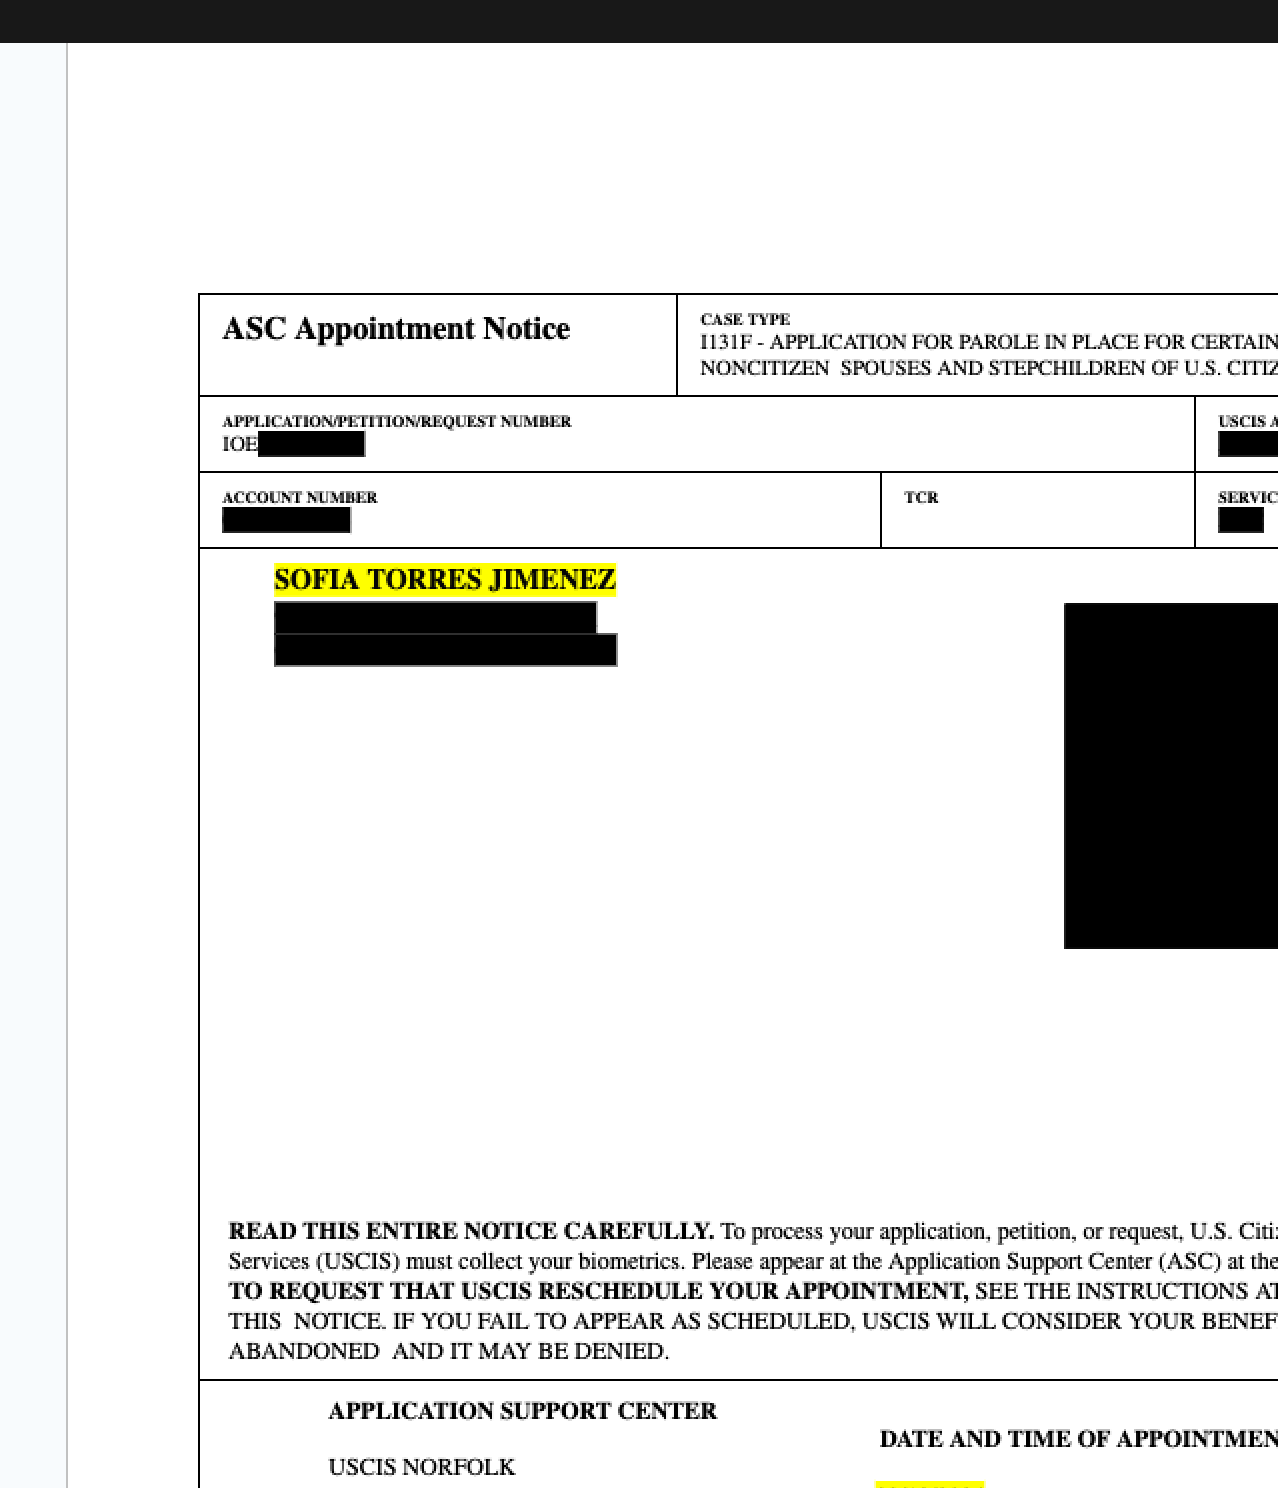 ASC Appointment Notice
CASE TYPE
I131F - APPLICATION FOR PAROLE IN PLACE FOR CERTAIN
NONCITIZEN SPOUSES AND STEPCHILDREN OF U.S. CITIZ
APPLICATION/PETITION/REQUEST NUMBER
IOE
USCIS A
ACCOUNT NUMBER
TCR
SERVIC
SOFIA TORRES JIMENEZ
READ THIS ENTIRE NOTICE CAREFULLY. To process your application, petition, or request, U.S. Citi
Services (USCIS) must collect your biometrics. Please appear at the Application Support Center (ASC) at the
TO REQUEST THAT USCIS RESCHEDULE YOUR APPOINTMENT, SEE THE INSTRUCTIONS AT
THIS NOTICE. IF YOU FAIL TO APPEAR AS SCHEDULED, USCIS WILL CONSIDER YOUR BENEF
ABANDONED AND IT MAY BE DENIED.
APPLICATION SUPPORT CENTER
DATE AND TIME OF APPOINTMEN
USCIS NORFOLK